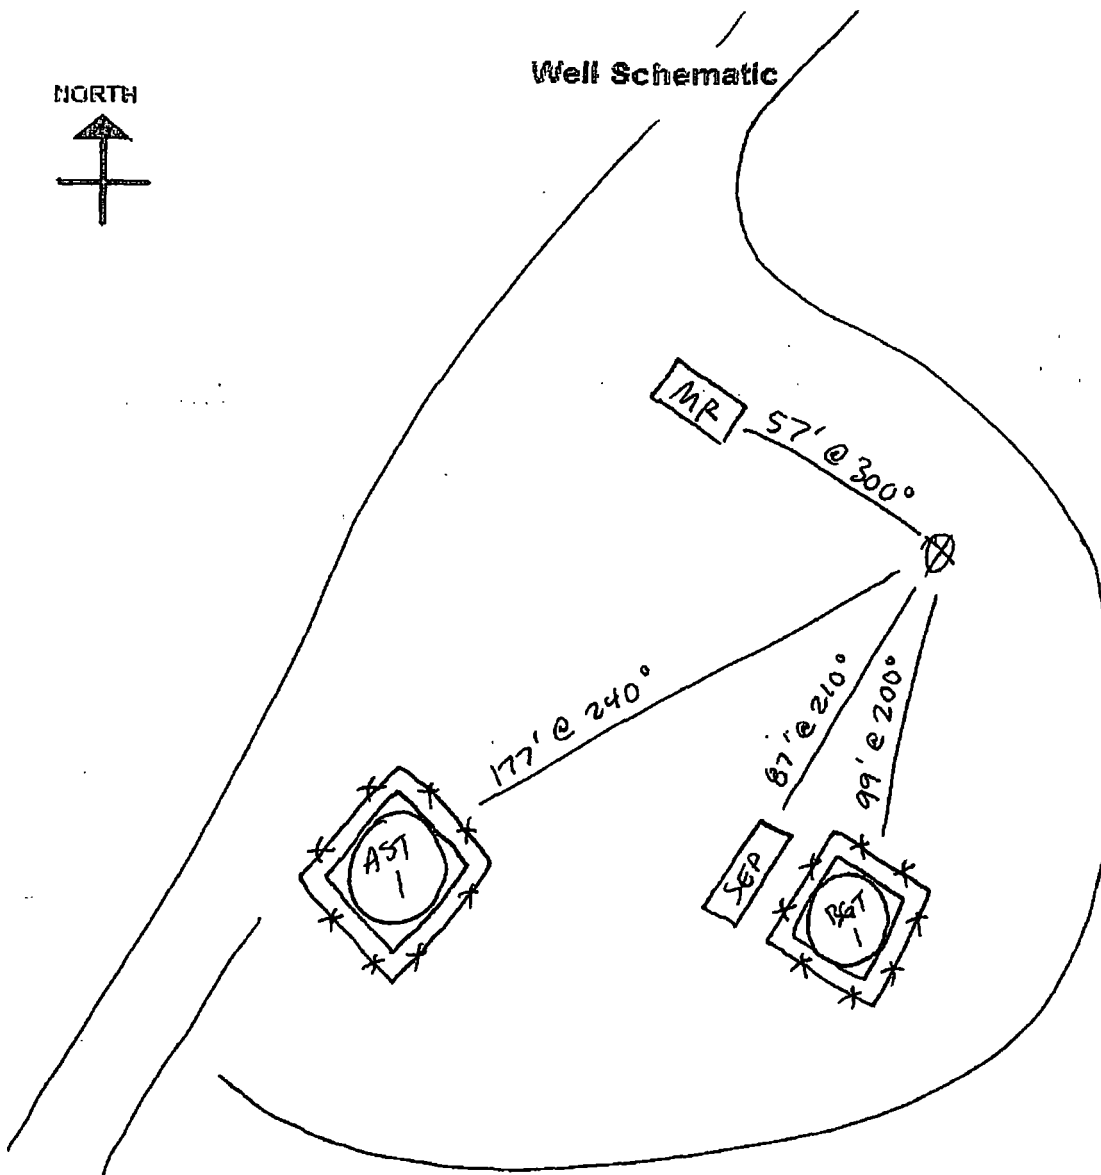 Well Schematic
NORTH
MR
57' @ 300°
177' @ 240°
87' @ 210°
99' @ 200°
AST
1
SEP
BGT
1